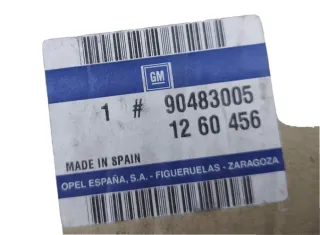 GM
1 # 90483005
12 60 456
MADE IN SPAIN
OPEL ESPAÑA, S.A. - FIGUERUELAS - ZARAGOZA